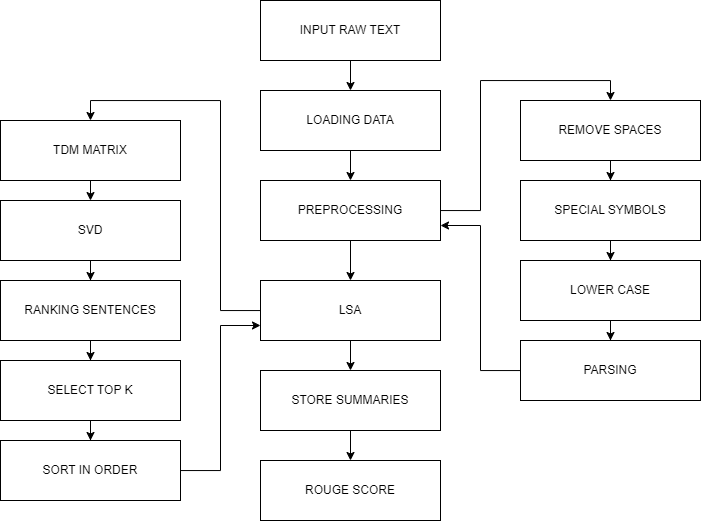 INPUT RAW TEXT
LOADING DATA
PREPROCESSING
LSA
STORE SUMMARIES
ROUGE SCORE
REMOVE SPACES
SPECIAL SYMBOLS
LOWER CASE
PARSING
TDM MATRIX
SVD
RANKING SENTENCES
SELECT TOP K
SORT IN ORDER